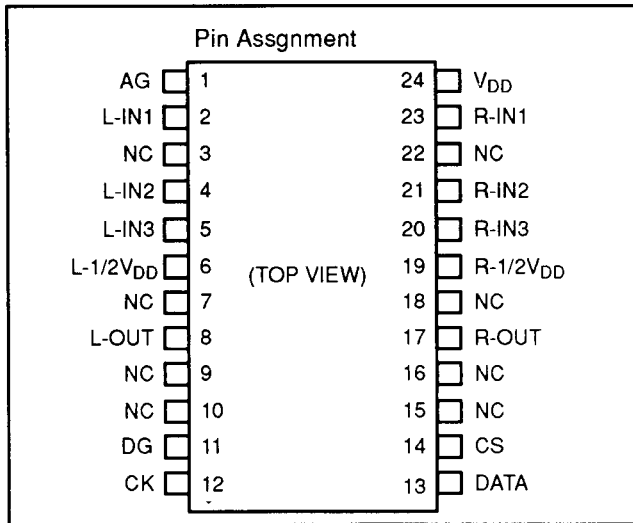 Pin Assgnment
AG 1 24 VDD
L-IN1 2 23 R-IN1
NC 3 22 NC
L-IN2 4 21 R-IN2
L-IN3 5 20 R-IN3
L-1/2VDD 6 (TOP VIEW) 19 R-1/2VDD
NC 7 18 NC
L-OUT 8 17 R-OUT
NC 9 16 NC
NC 10 15 NC
DG 11 14 CS
CK 12 13 DATA